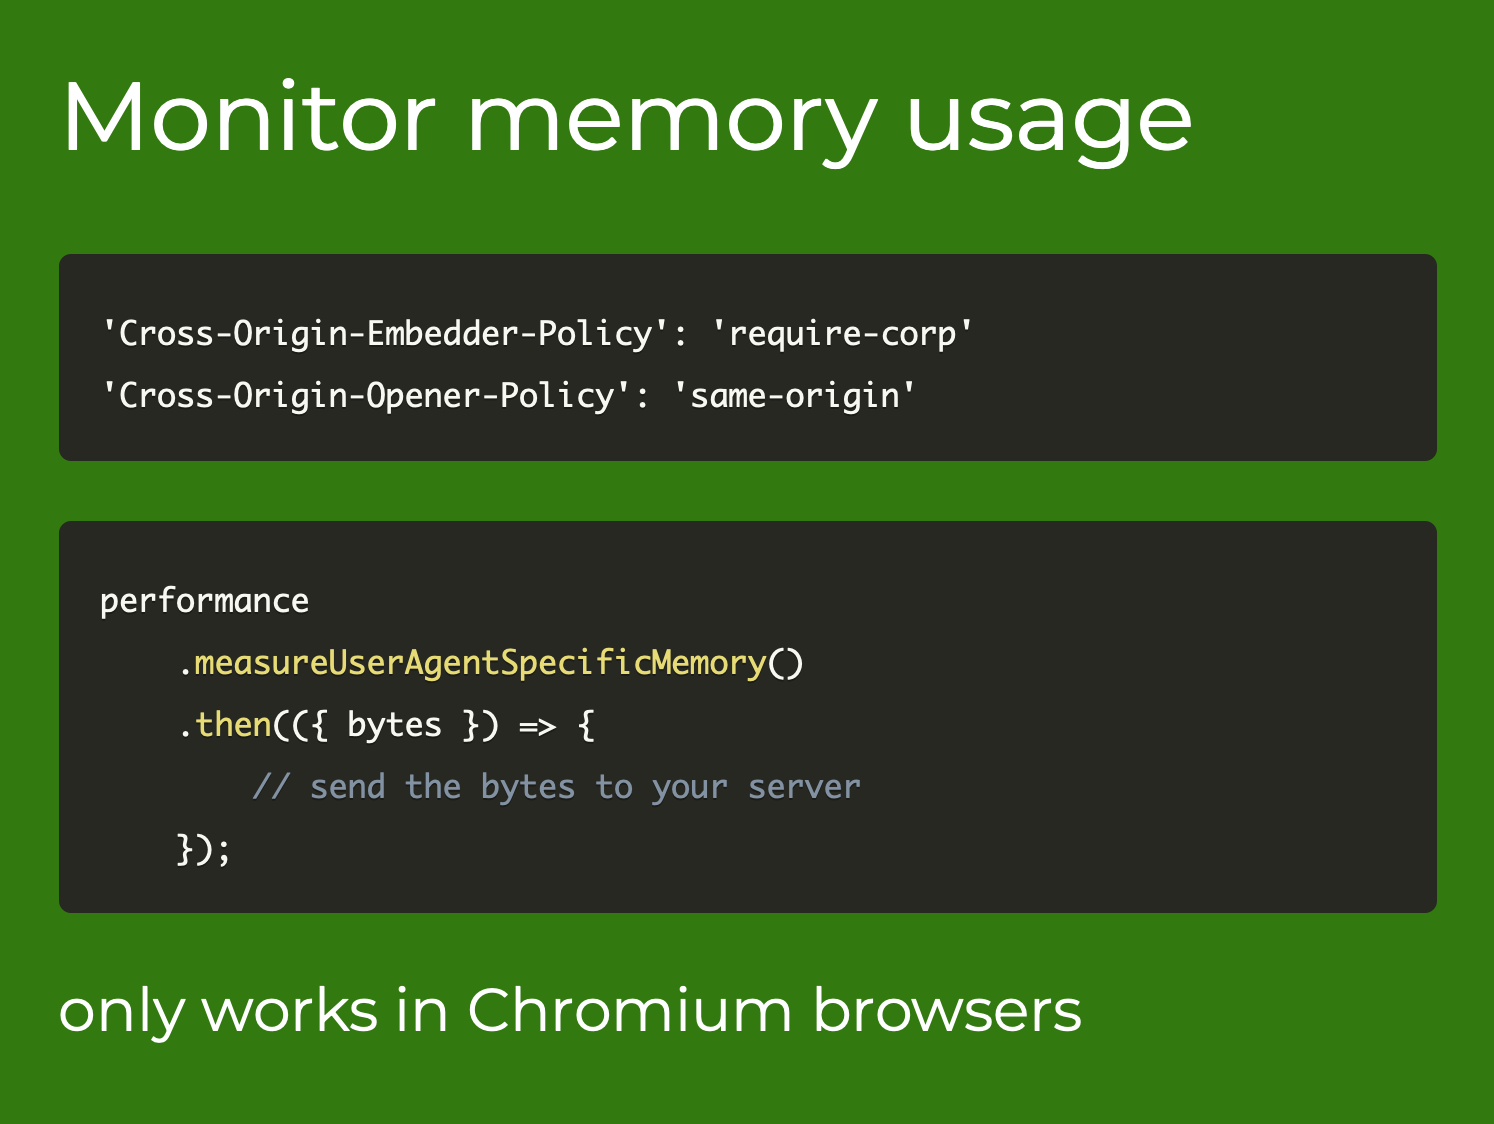 Monitor memory usage
'Cross-Origin-Embedder-Policy': 'require-corp'
'Cross-Origin-Opener-Policy': 'same-origin'
performance
    .measureUserAgentSpecificMemory()
    .then(({ bytes }) => {
        // send the bytes to your server
    });
only works in Chromium browsers